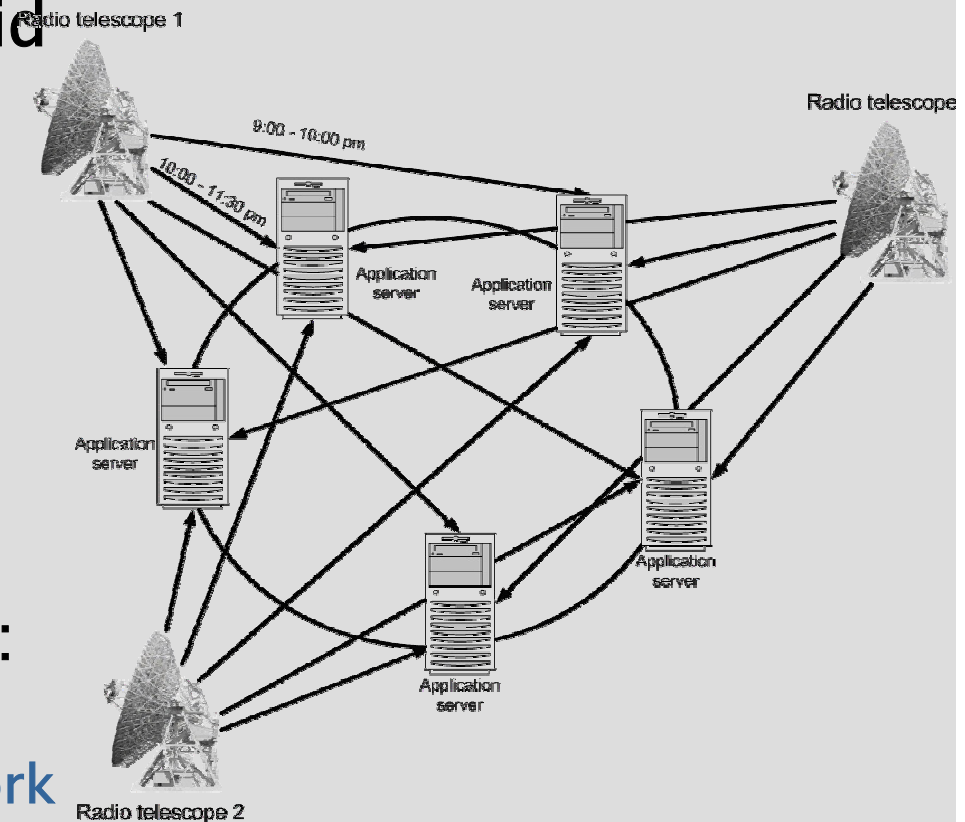 id
Radio telescope 1
Radio telescope
9:00 - 10:00 pm
10:00 - 11:30 pm
Application
server
Application
server
Application
server
Application
server
:
Application
server
rk
Radio telescope 2